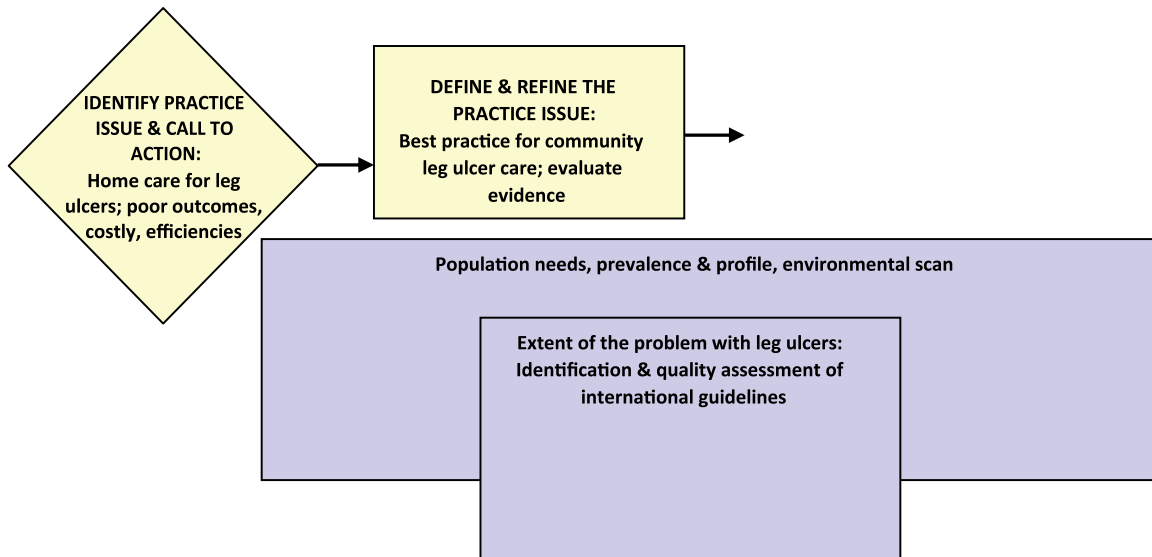 IDENTIFY PRACTICE
ISSUE & CALL TO
ACTION:
Home care for leg
ulcers; poor outcomes,
costly, efficiencies
DEFINE & REFINE THE
PRACTICE ISSUE:
Best practice for community
leg ulcer care; evaluate
evidence
Population needs, prevalence & profile, environmental scan
Extent of the problem with leg ulcers:
Identification & quality assessment of
international guidelines